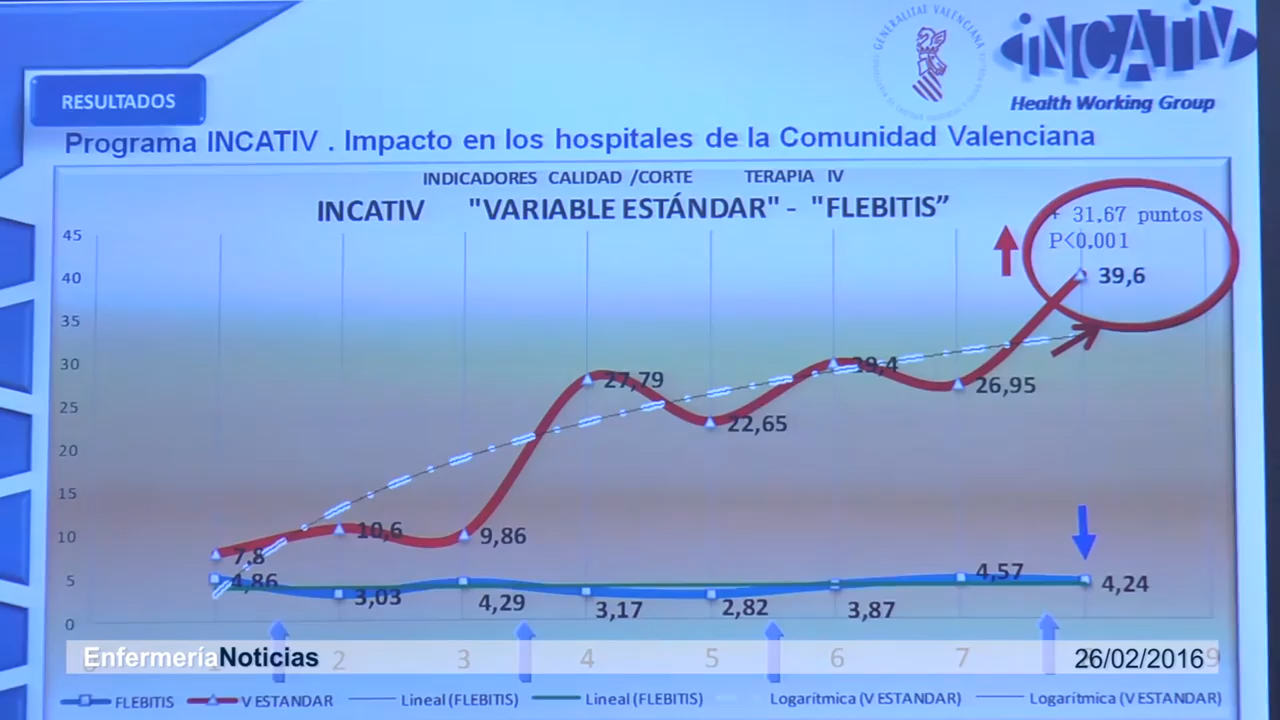 GENERALITAT VALENCIANA
INCATIV
Health Working Group
RESULTADOS
Programa INCATIV . Impacto en los hospitales de la Comunidad Valenciana
INDICADORES CALIDAD /CORTE TERAPIA IV
INCATIV "VARIABLE ESTÁNDAR" - "FLEBITIS”
+ 31,67 puntos
P<0,001
45
40
35
30
25
20
15
10
5
0
39,6
27,79
29,4
26,95
22,65
10,6
9,86
7,8
4,86
3,03
4,29
3,17
2,82
3,87
4,57
4,24
EnfermeríaNoticias
2 3 4 5 6 7 9
26/02/2016
FLEBITIS V ESTANDAR Lineal (FLEBITIS) Lineal (FLEBITIS) Logarítmica (V ESTANDAR) Logarítmica (V ESTANDAR)